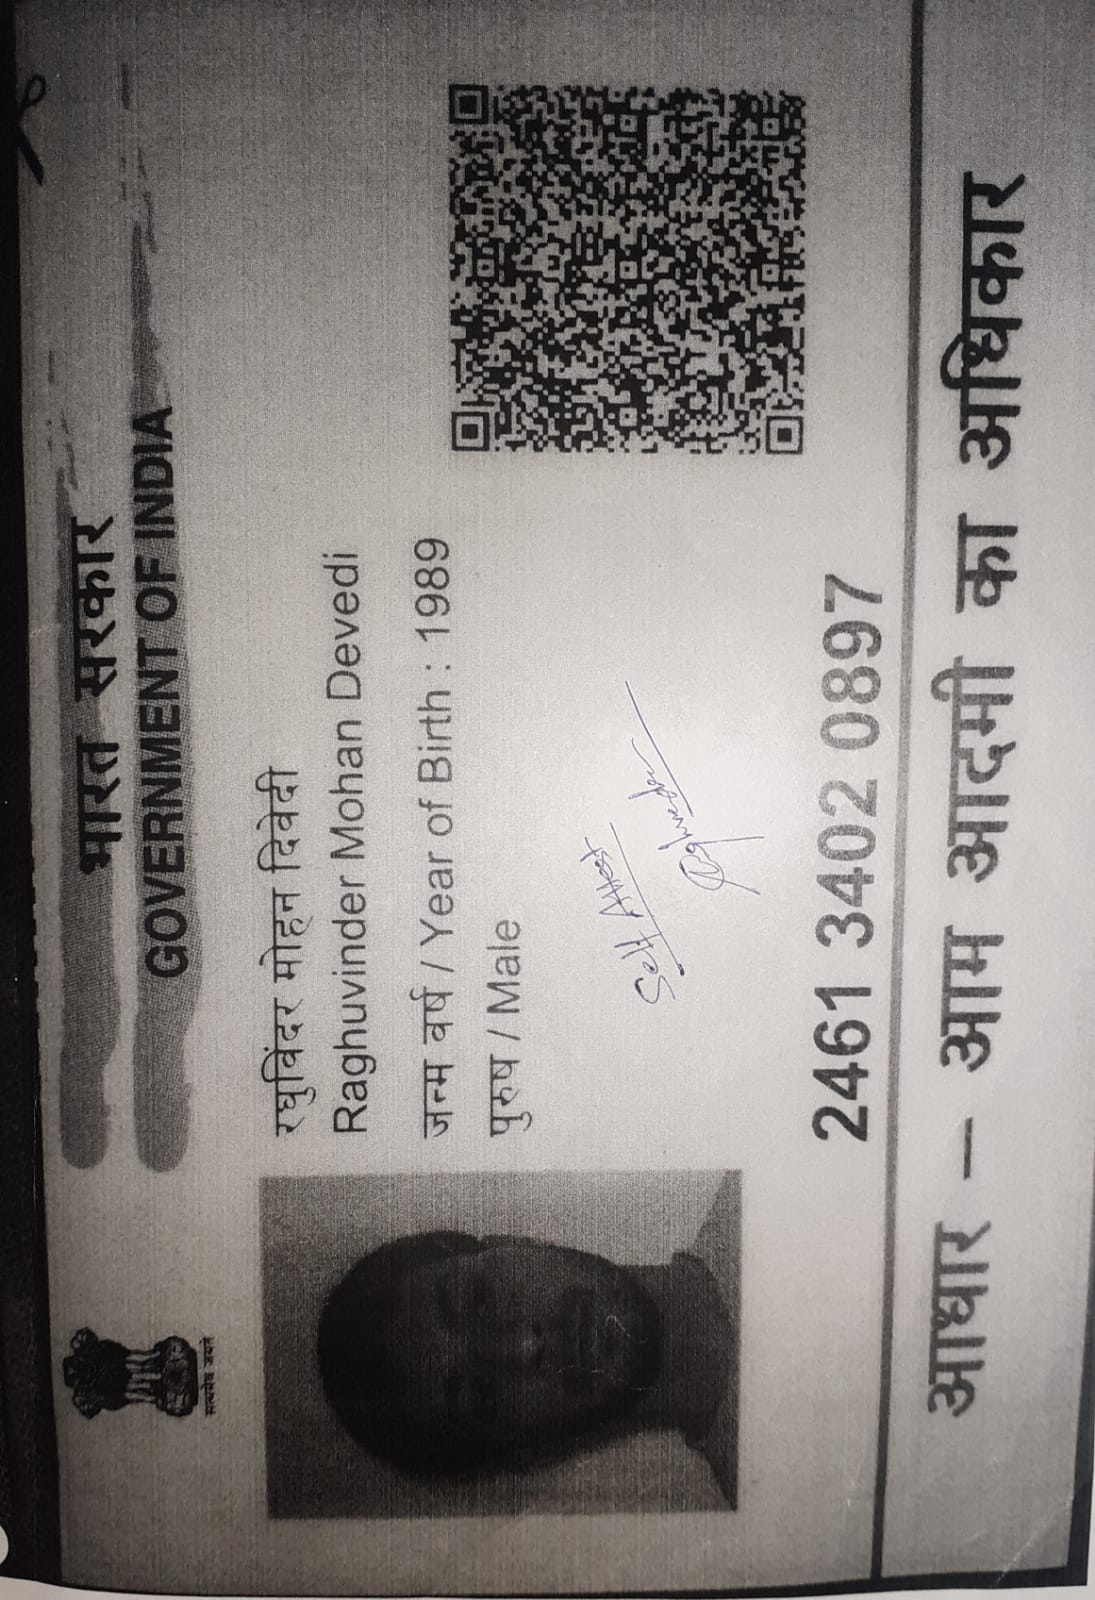 सत्यमेव जयते
भारत सरकार
GOVERNMENT OF INDIA
रघुविंदर मोहन दिवेदी
Raghuvinder Mohan Devedi
जन्म वर्ष / Year of Birth : 1989
पुरुष / Male
Self Attest
2461 3402 0897
आधार – आम आदमी का अधिकार